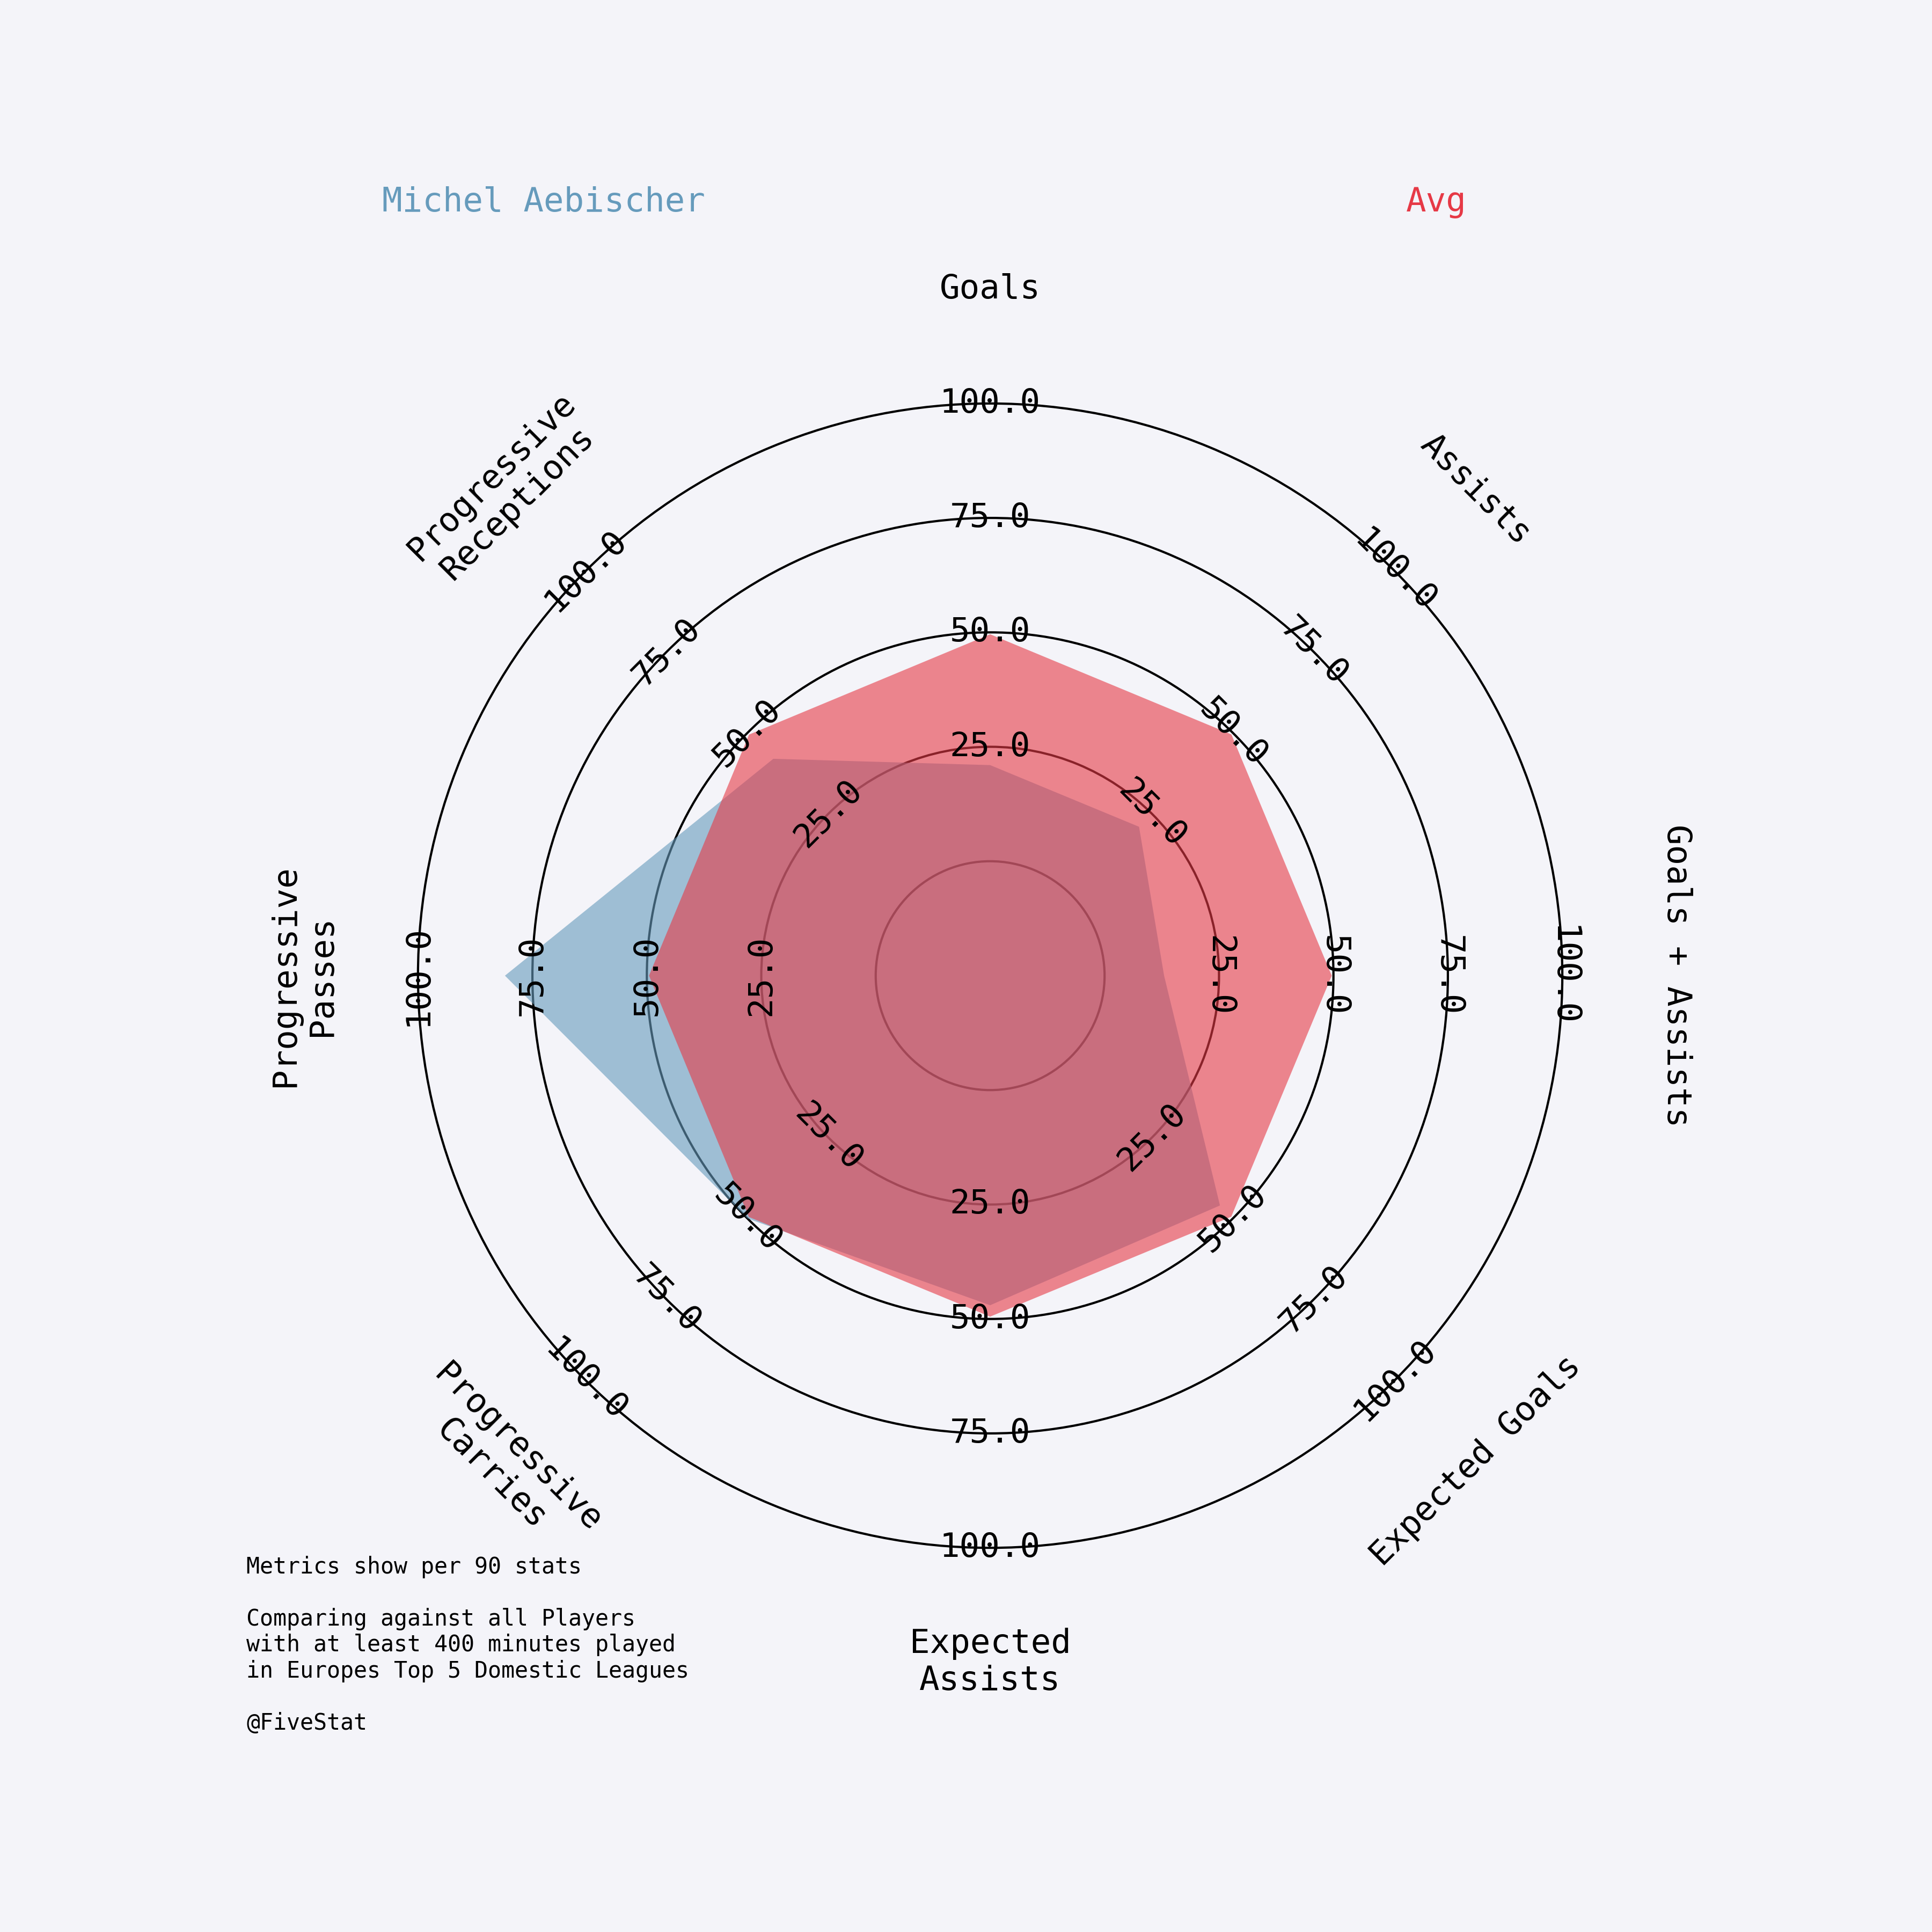 Michel Aebischer
Avg
Goals
Assists
Goals + Assists
Expected Goals
Expected
Assists
Progressive
Carries
Progressive
Passes
Progressive
Receptions
100.0
75.0
50.0
25.0
100.0
75.0
50.0
25.0
100.0
75.0
50.0
25.0
100.0
75.0
50.0
25.0
100.0
75.0
50.0
25.0
100.0
75.0
50.0
25.0
100.0
75.0
50.0
25.0
100.0
75.0
50.0
25.0
Metrics show per 90 stats
Comparing against all Players
with at least 400 minutes played
in Europes Top 5 Domestic Leagues
@FiveStat